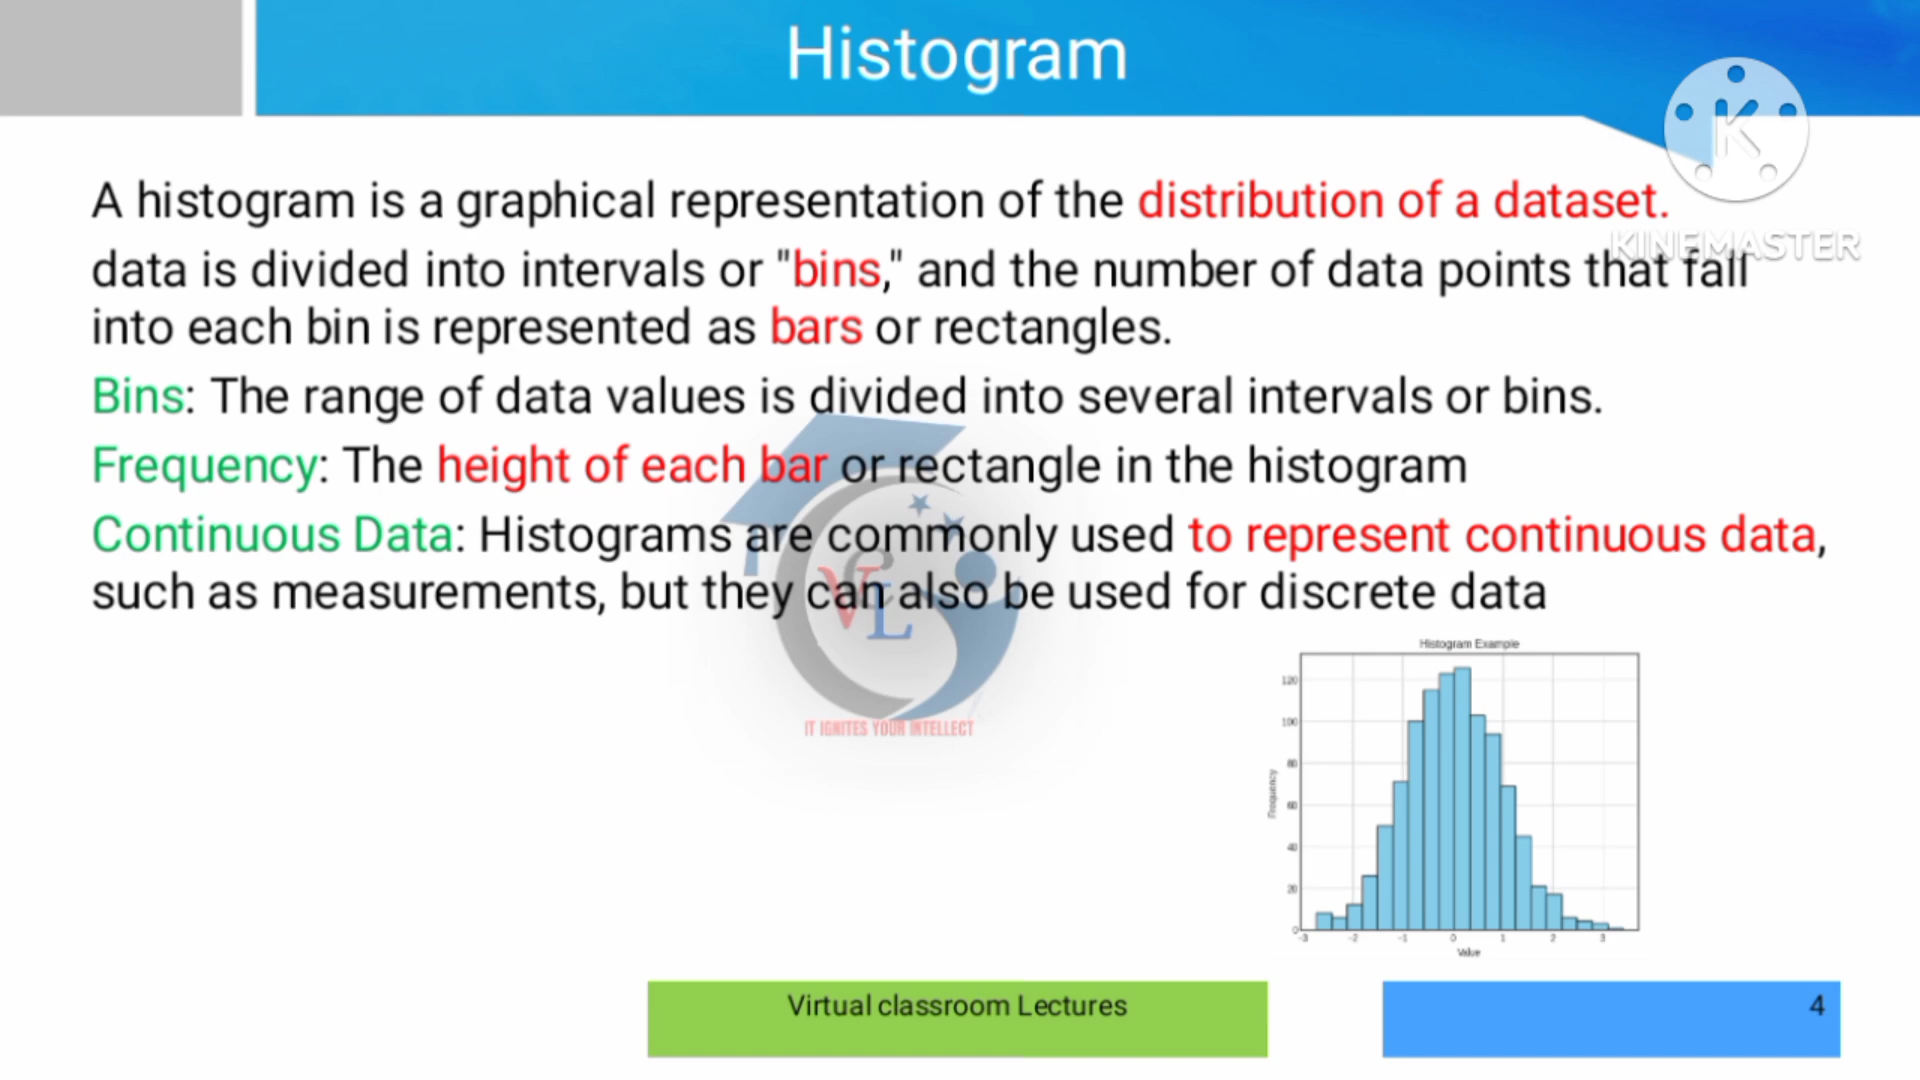 Histogram
KINEMASTER
A histogram is a graphical representation of the distribution of a dataset.
data is divided into intervals or "bins," and the number of data points that fall
into each bin is represented as bars or rectangles.
Bins: The range of data values is divided into several intervals or bins.
Frequency: The height of each bar or rectangle in the histogram
Continuous Data: Histograms are commonly used to represent continuous data,
such as measurements, but they can also be used for discrete data
VCL
IT IGNITES YOUR INTELLECT
Histogram Example
120
100
80
60
40
20
0
Frequency
-3 -2 -1 0 1 2 3
Value
Virtual classroom Lectures
4